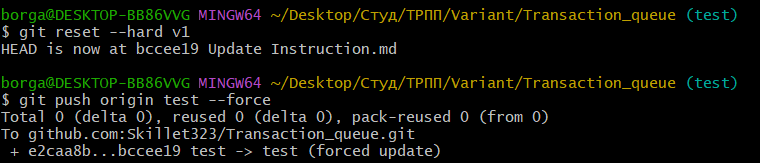 borga@DESKTOP-BB86VVG MINGW64 ~/Desktop/Студ/ТРПП/Variant/Transaction_queue (test)
$ git reset --hard v1
HEAD is now at bccee19 Update Instruction.md
borga@DESKTOP-BB86VVG MINGW64 ~/Desktop/Студ/ТРПП/Variant/Transaction_queue (test)
$ git push origin test --force
Total 0 (delta 0), reused 0 (delta 0), pack-reused 0 (from 0)
To github.com:Skillet323/Transaction_queue.git
 + e2caa8b...bccee19 test -> test (forced update)